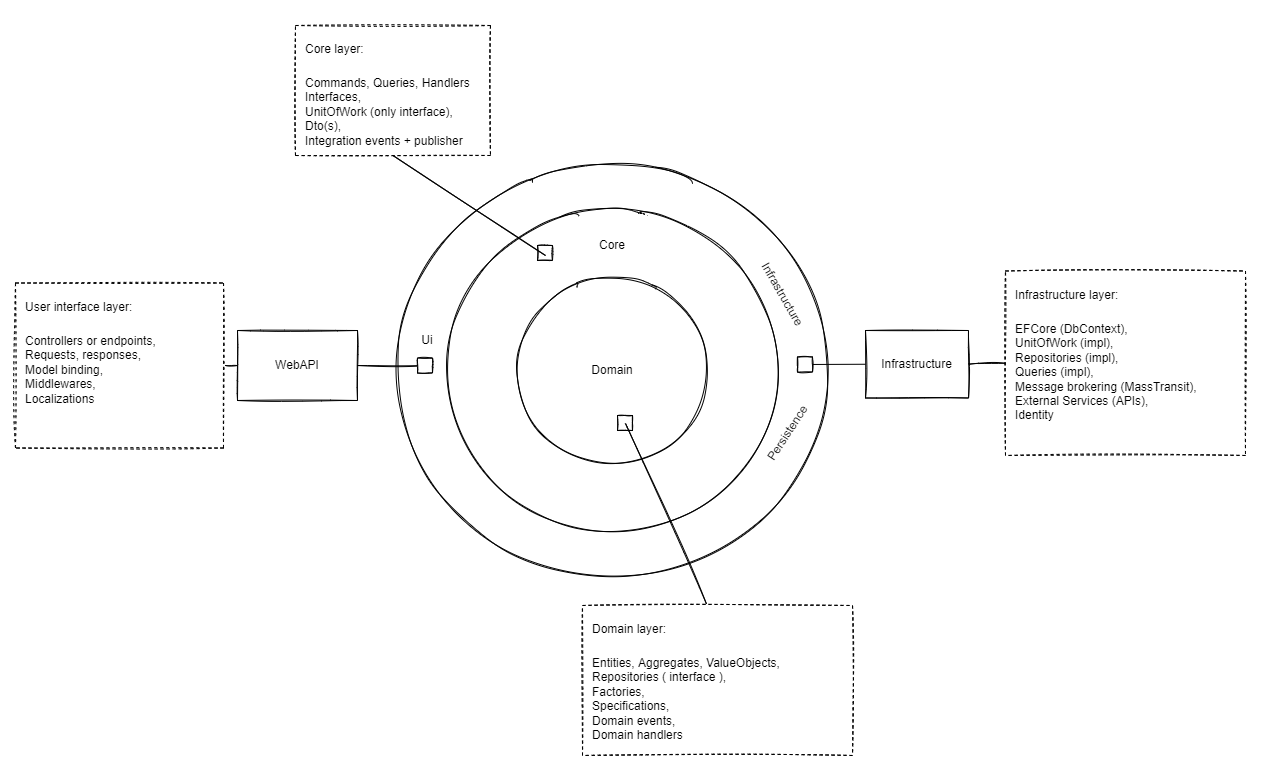 Core layer:
Commands, Queries, Handlers
Interfaces,
UnitOfWork (only interface),
Dto(s),
Integration events + publisher
Core
Infrastructure
User interface layer:
Controllers or endpoints,
Requests, responses,
Model binding,
Middlewares,
Localizations
WebAPI
Ui
Domain
Persistence
Infrastructure
Infrastructure layer:
EFCore (DbContext),
UnitOfWork (impl),
Repositories (impl),
Queries (impl),
Message brokering (MassTransit),
External Services (APIs),
Identity
Domain layer:
Entities, Aggregates, ValueObjects,
Repositories ( interface ),
Factories,
Specifications,
Domain events,
Domain handlers